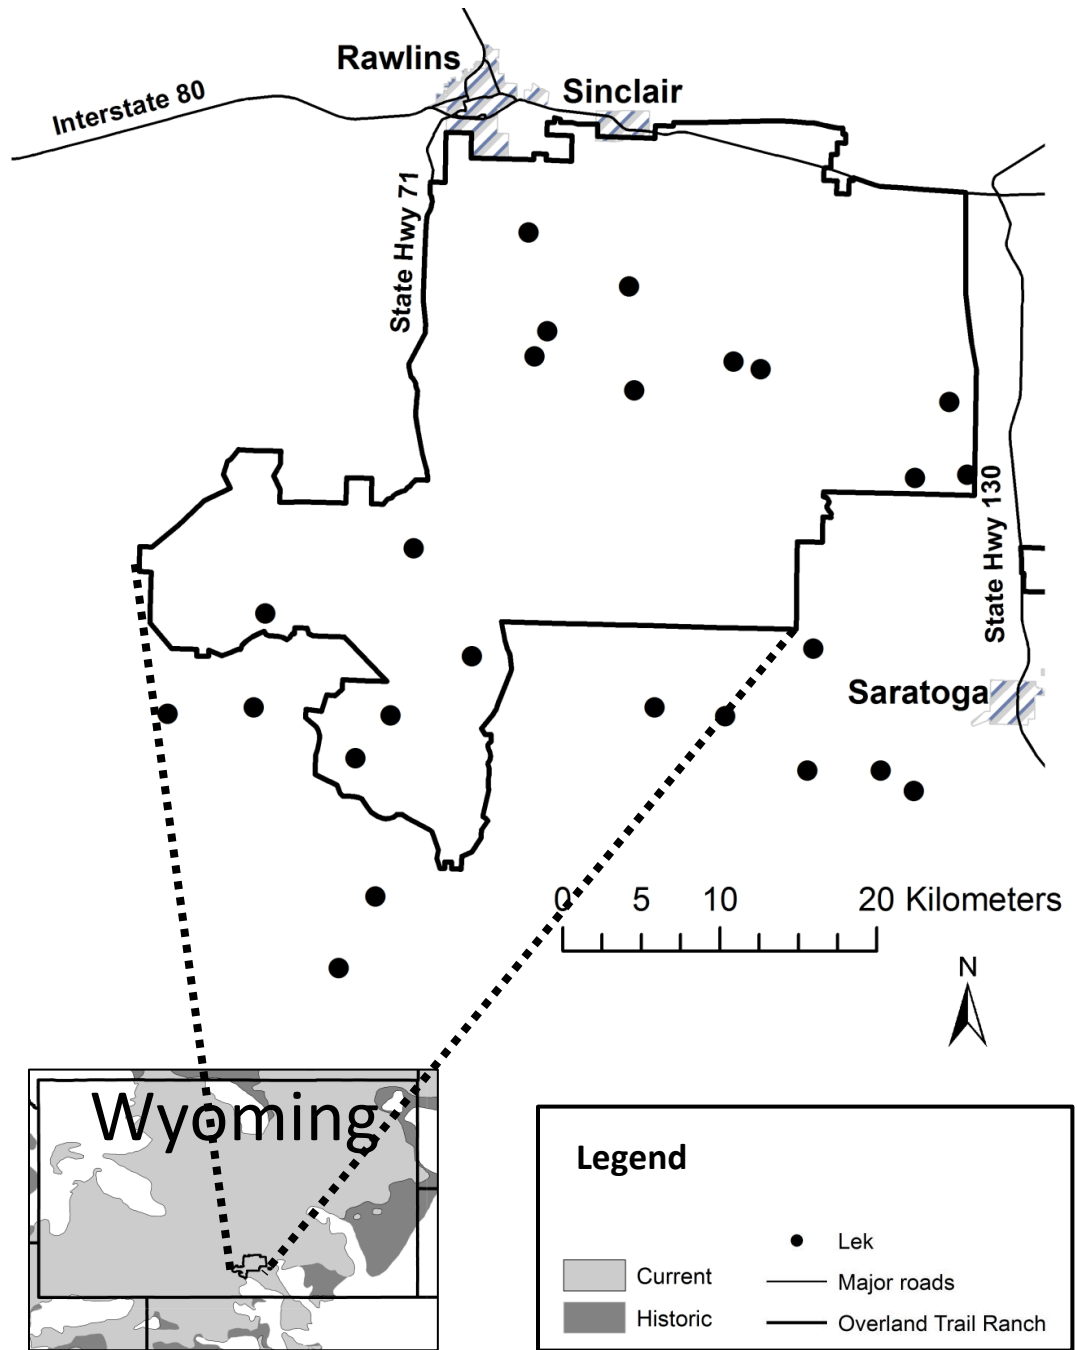 Rawlins
Sinclair
Interstate 80
State Hwy 71
State Hwy 130
Saratoga
0 5 10 20 Kilometers
N
Wyoming
Legend
Lek
Current
Major roads
Historic
Overland Trail Ranch